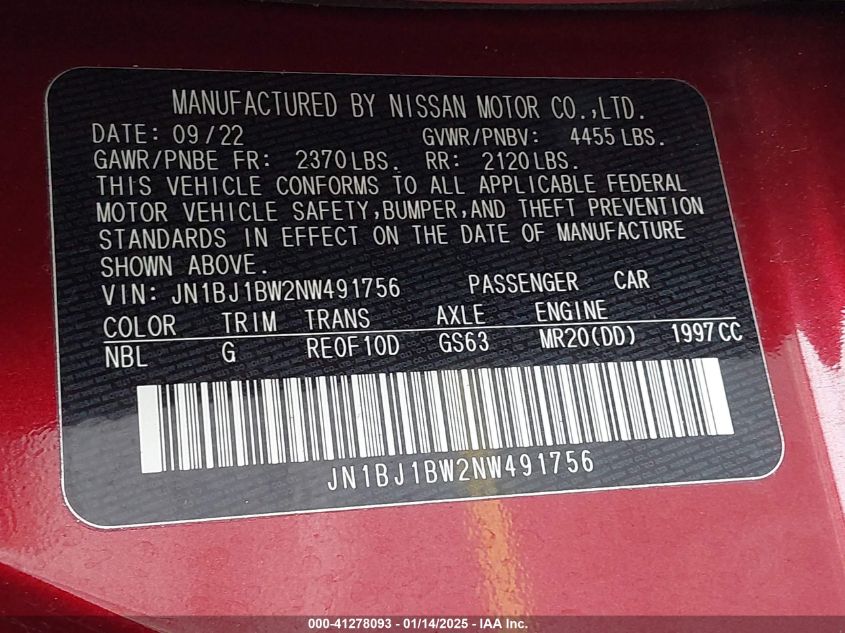 MANUFACTURED BY NISSAN MOTOR CO.,LTD.
DATE: 09/22 GVWR/PNBV: 4455 LBS.
GAWR/PNBE FR: 2370 LBS. RR: 2120 LBS.
THIS VEHICLE CONFORMS TO ALL APPLICABLE FEDERAL
MOTOR VEHICLE SAFETY,BUMPER,AND THEFT PREVENTION
STANDARDS IN EFFECT ON THE DATE OF MANUFACTURE
SHOWN ABOVE.
VIN: JN1BJ1BW2NW491756 PASSENGER CAR
COLOR TRIM TRANS AXLE ENGINE
NBL G RE0F10D GS63 MR20(DD) 1997 CC
JN1BJ1BW2NW491756
000-41278093 - 01/14/2025 - IAA Inc.